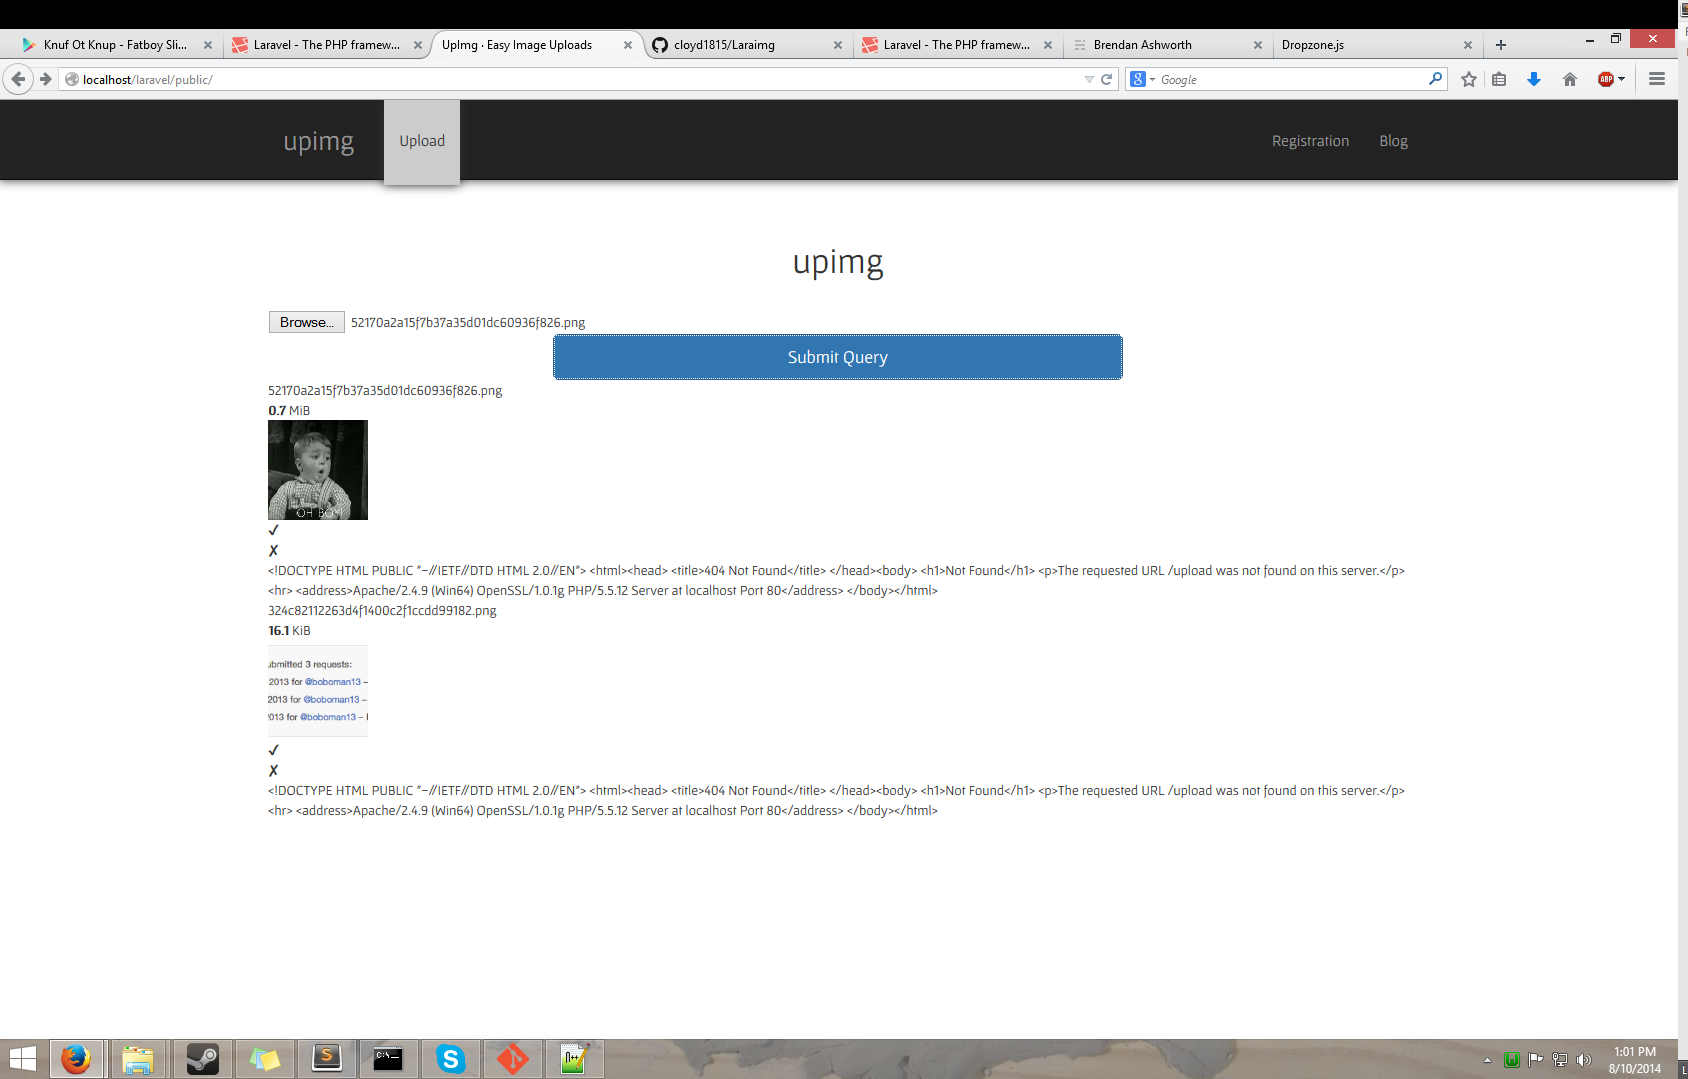 Knuf Ot Knup - Fatboy Sli...
Laravel - The PHP framew...
UpImg · Easy Image Uploads
cloyd1815/Laraimg
Laravel - The PHP framew...
Brendan Ashworth
Dropzone.js
localhost/laravel/public/
Google
ABP
upimg
Upload
Registration
Blog
upimg
Browse... 52170a2a15f7b37a35d01dc60936f826.png
Submit Query
52170a2a15f7b37a35d01dc60936f826.png
0.7 MiB
OH BOY
✓
✗
<!DOCTYPE HTML PUBLIC "-//IETF//DTD HTML 2.0//EN"> <html><head> <title>404 Not Found</title> </head><body> <h1>Not Found</h1> <p>The requested URL /upload was not found on this server.</p>
<hr> <address>Apache/2.4.9 (Win64) OpenSSL/1.0.1g PHP/5.5.12 Server at localhost Port 80</address> </body></html>
324c82112263d4f1400c2f1ccdd99182.png
16.1 KiB
ubmitted 3 requests:
2013 for @boboman13 –
2013 for @boboman13 –
013 for @boboman13 –
✓
✗
<!DOCTYPE HTML PUBLIC "-//IETF//DTD HTML 2.0//EN"> <html><head> <title>404 Not Found</title> </head><body> <h1>Not Found</h1> <p>The requested URL /upload was not found on this server.</p>
<hr> <address>Apache/2.4.9 (Win64) OpenSSL/1.0.1g PHP/5.5.12 Server at localhost Port 80</address> </body></html>
1:01 PM
8/10/2014